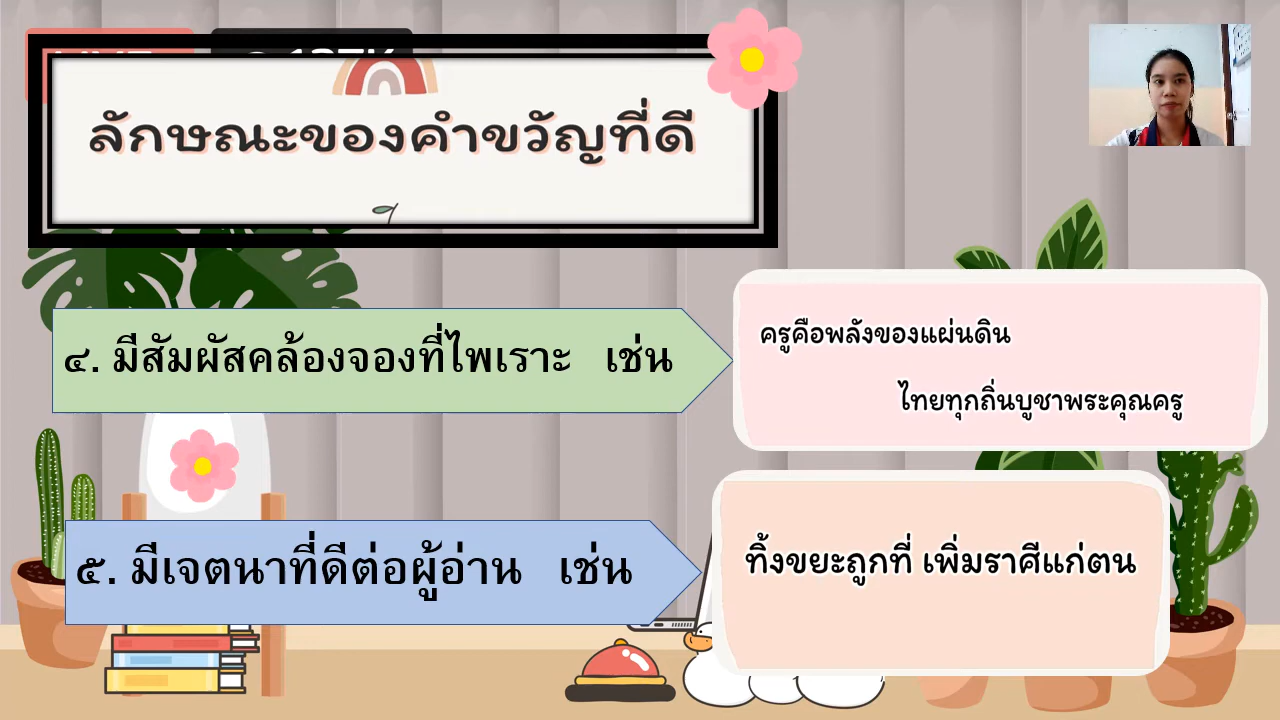 ลักษณะของคำขวัญที่ดี
๔. มีสัมผัสคล้องจองที่ไพเราะ เช่น
ครูคือพลังของแผ่นดิน
ไทยทุกถิ่นบูชาพระคุณครู
๕. มีเจตนาที่ดีต่อผู้อ่าน เช่น
ทิ้งขยะถูกที่ เพิ่มราศีแก่ตน